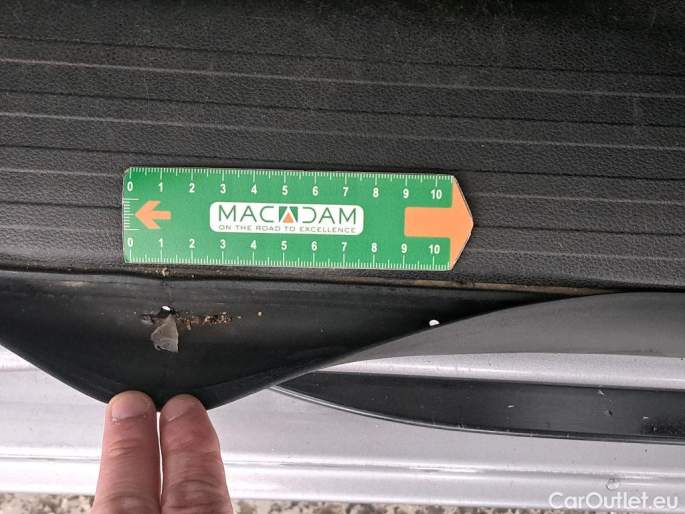 0 1 2 3 4 5 6 7 8 9 10
MACADAM
ON THE ROAD TO EXCELLENCE
0 1 2 3 4 5 6 7 8 9 10
CarOutlet.eu